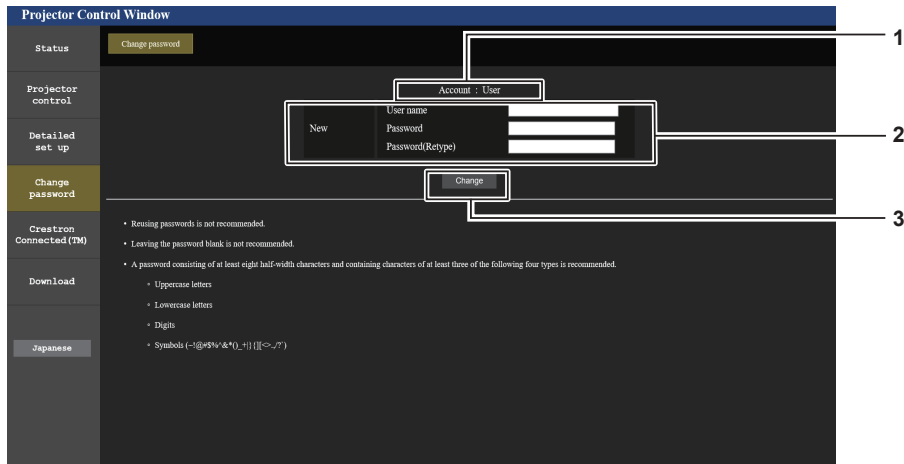 Projector Control Window
Status
Change password
1
Account : User
Projector
control
User name
New
Password
Password(Retype)
2
Detailed
set up
Change
password
Change
3
Crestron
Connected(TM)
• Reusing passwords is not recommended.
• Leaving the password blank is not recommended.
• A password consisting of at least eight half-width characters and containing characters of at least three of the following four types is recommended.
Download
◦ Uppercase letters
◦ Lowercase letters
◦ Digits
◦ Symbols (~!@#$%^&*()_+|}{][<>.,/?`)
Japanese